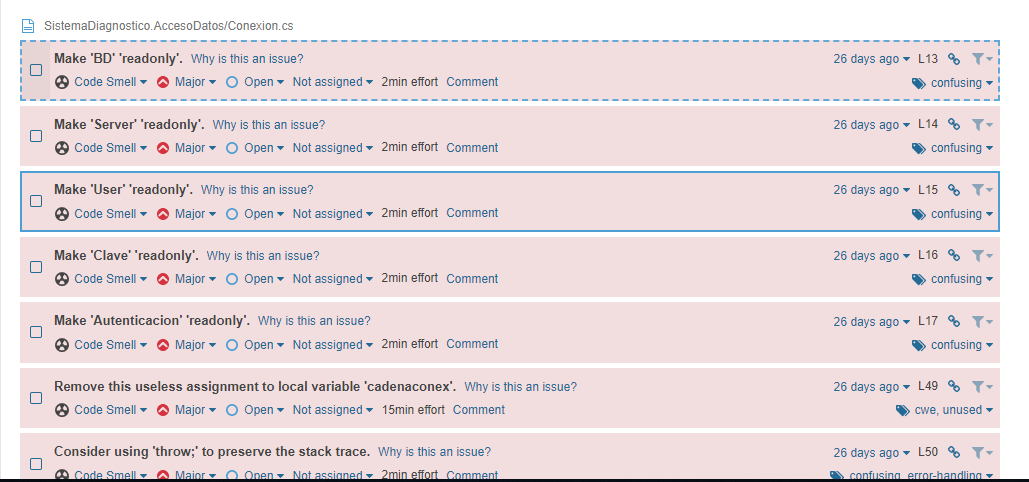 SistemaDiagnostico.AccesoDatos/Conexion.cs
Make 'BD' 'readonly'. Why is this an issue? 26 days ago L13
Code Smell Major Open Not assigned 2min effort Comment confusing
Make 'Server' 'readonly'. Why is this an issue? 26 days ago L14
Code Smell Major Open Not assigned 2min effort Comment confusing
Make 'User' 'readonly'. Why is this an issue? 26 days ago L15
Code Smell Major Open Not assigned 2min effort Comment confusing
Make 'Clave' 'readonly'. Why is this an issue? 26 days ago L16
Code Smell Major Open Not assigned 2min effort Comment confusing
Make 'Autenticacion' 'readonly'. Why is this an issue? 26 days ago L17
Code Smell Major Open Not assigned 2min effort Comment confusing
Remove this useless assignment to local variable 'cadenaconex'. Why is this an issue? 26 days ago L49
Code Smell Major Open Not assigned 15min effort Comment cwe, unused
Consider using 'throw;' to preserve the stack trace. Why is this an issue? 26 days ago L50
Code Smell Major Open Not assigned 2min effort Comment confusing, error-handling